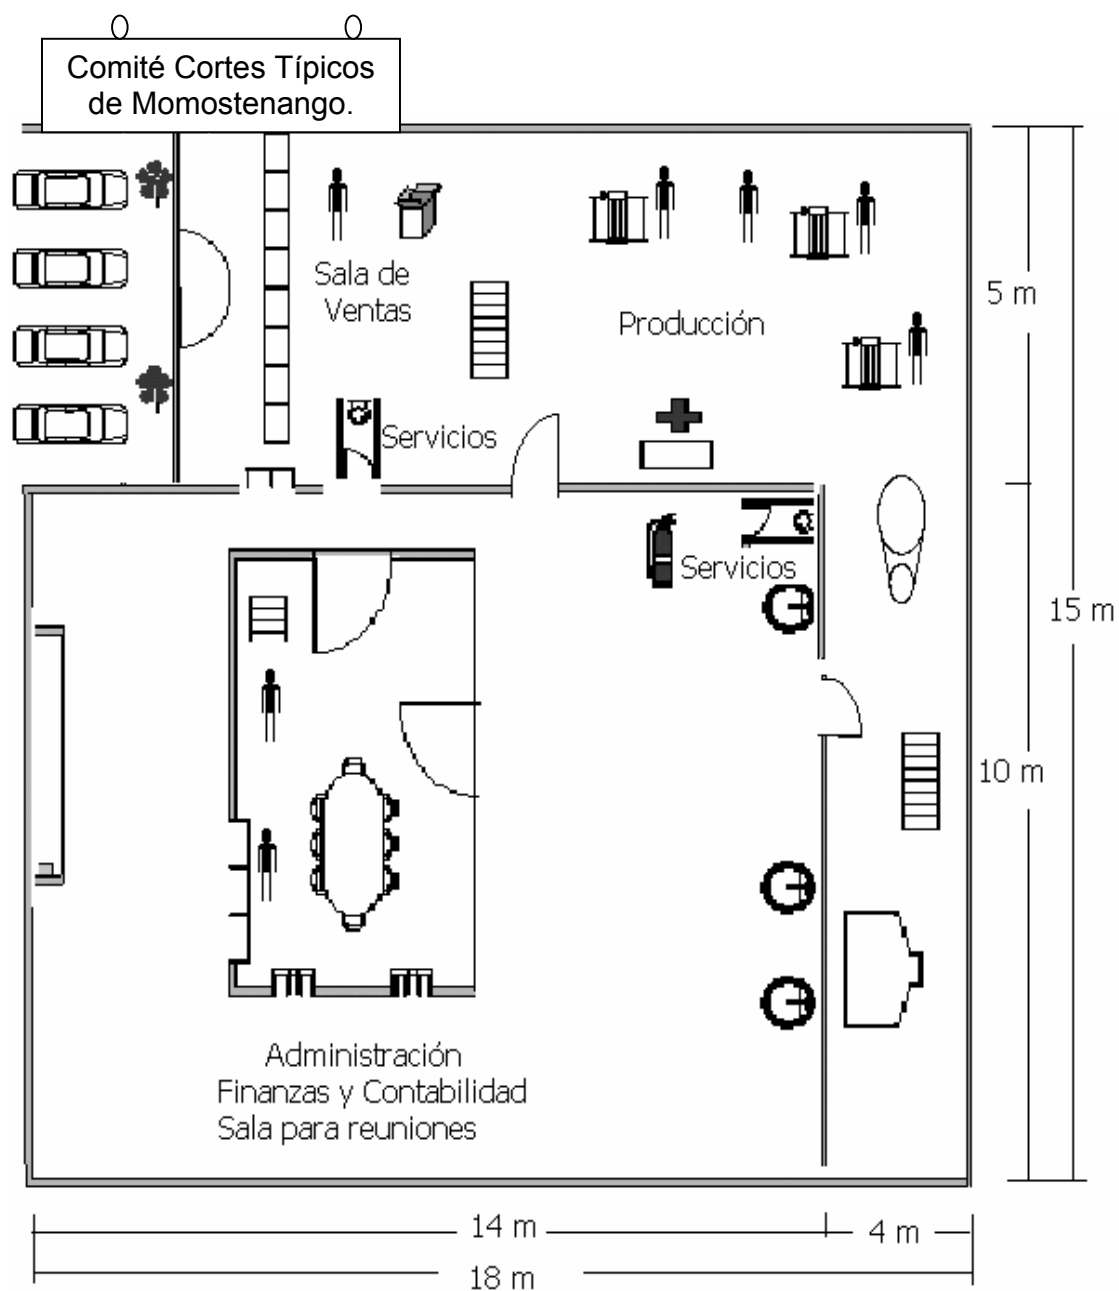 Comité Cortes Típicos
de Momostenango.
Sala de
Ventas
Producción
5 m
Servicios
Servicios
15 m
10 m
Administración
Finanzas y Contabilidad
Sala para reuniones
14 m
4 m
18 m